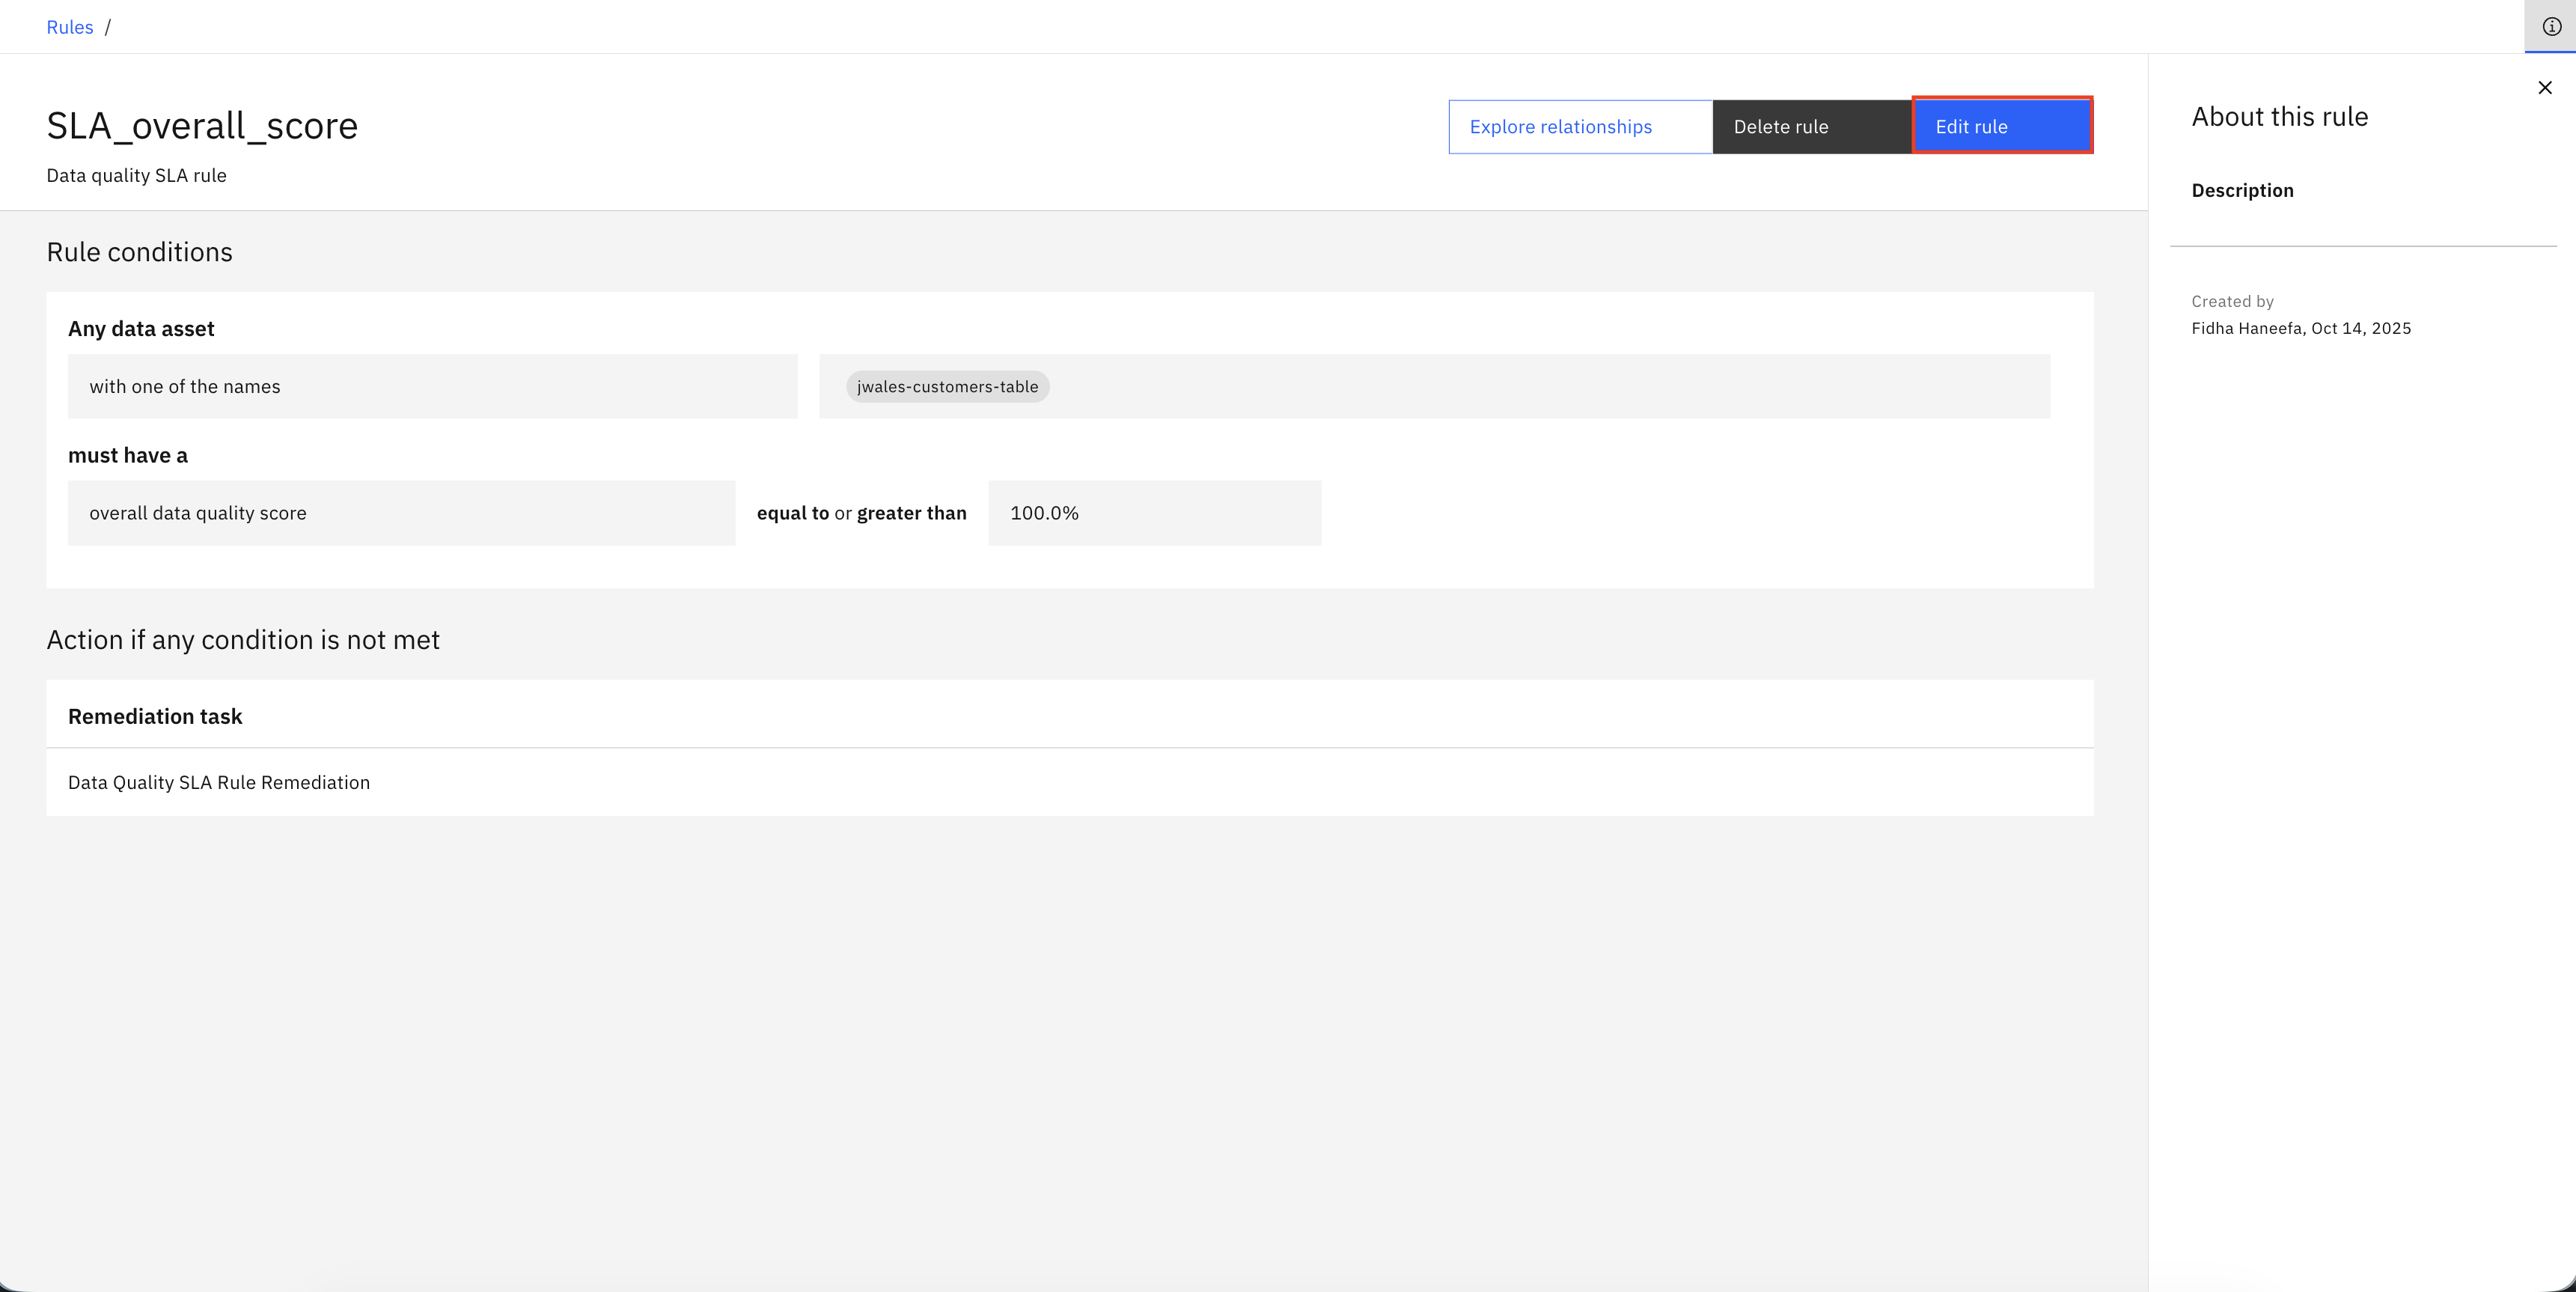 Rules /
SLA_overall_score
Data quality SLA rule
Explore relationships
Delete rule
Edit rule
Rule conditions
Any data asset
with one of the names
jwales-customers-table
must have a
overall data quality score
equal to or greater than
100.0%
Action if any condition is not met
Remediation task
Data Quality SLA Rule Remediation
About this rule
Description
Created by
Fidha Haneefa, Oct 14, 2025